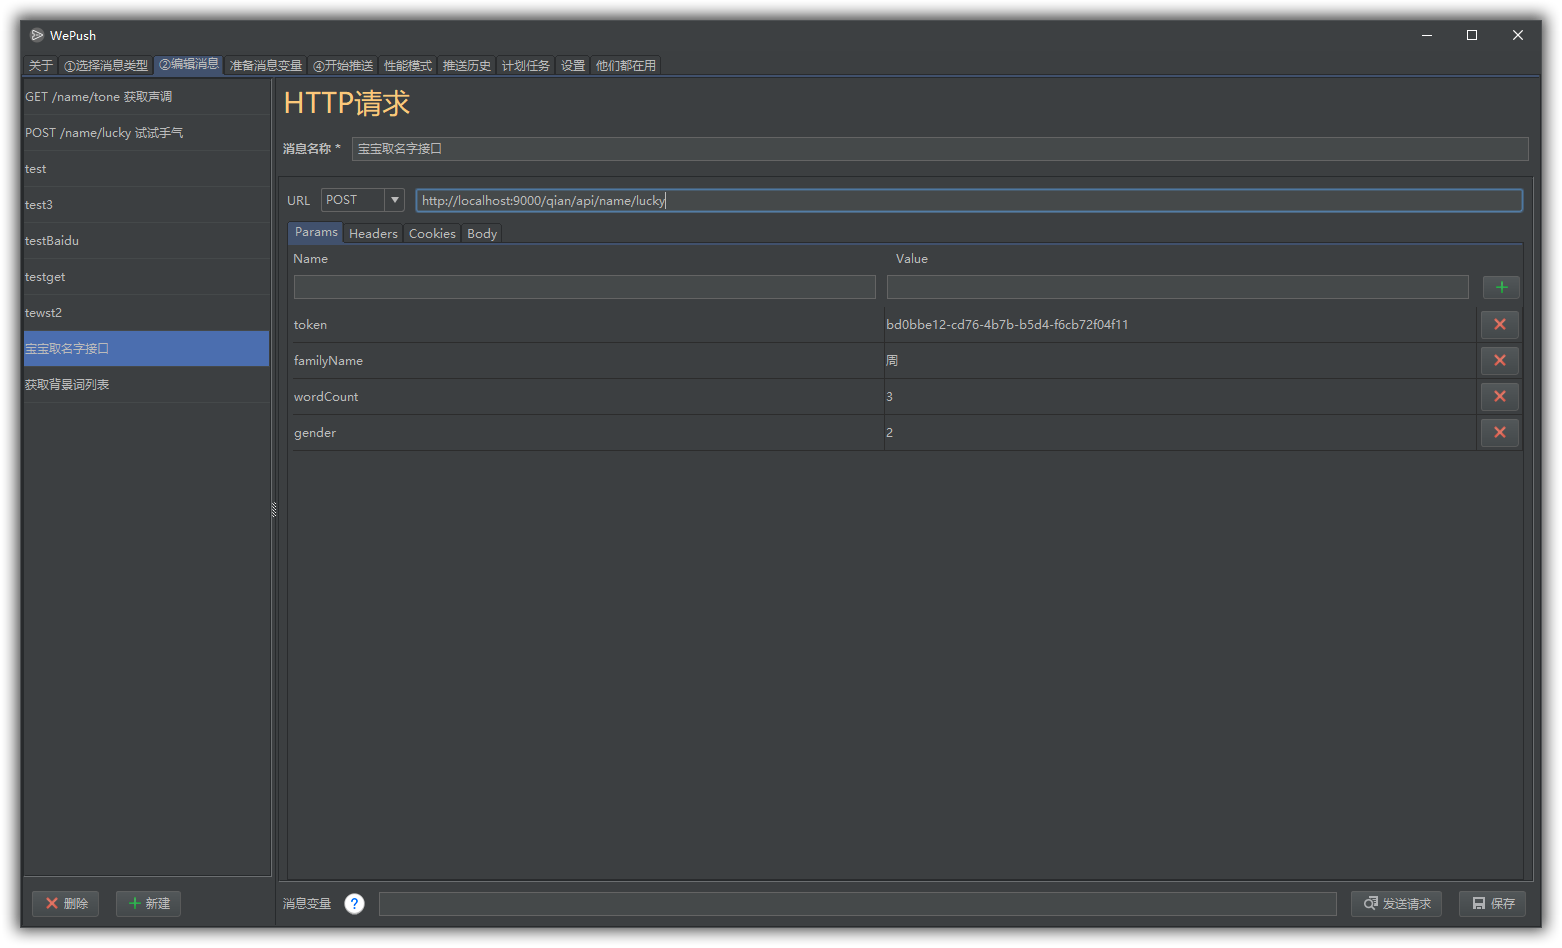 WePush
关于 ①选择消息类型 ②编辑消息 准备消息变量 ④开始推送 性能模式 推送历史 计划任务 设置 他们都在用
GET /name/tone 获取声调
POST /name/lucky 试试手气
test
test3
testBaidu
testget
tewst2
宝宝取名字接口
获取背景词列表
删除 新建
HTTP请求
消息名称 * 宝宝取名字接口
URL POST http://localhost:9000/qian/api/name/lucky
Params Headers Cookies Body
Name Value
token bd0bbe12-cd76-4b7b-b5d4-f6cb72f04f11
familyName 周
wordCount 3
gender 2
消息变量 ? 发送请求 保存